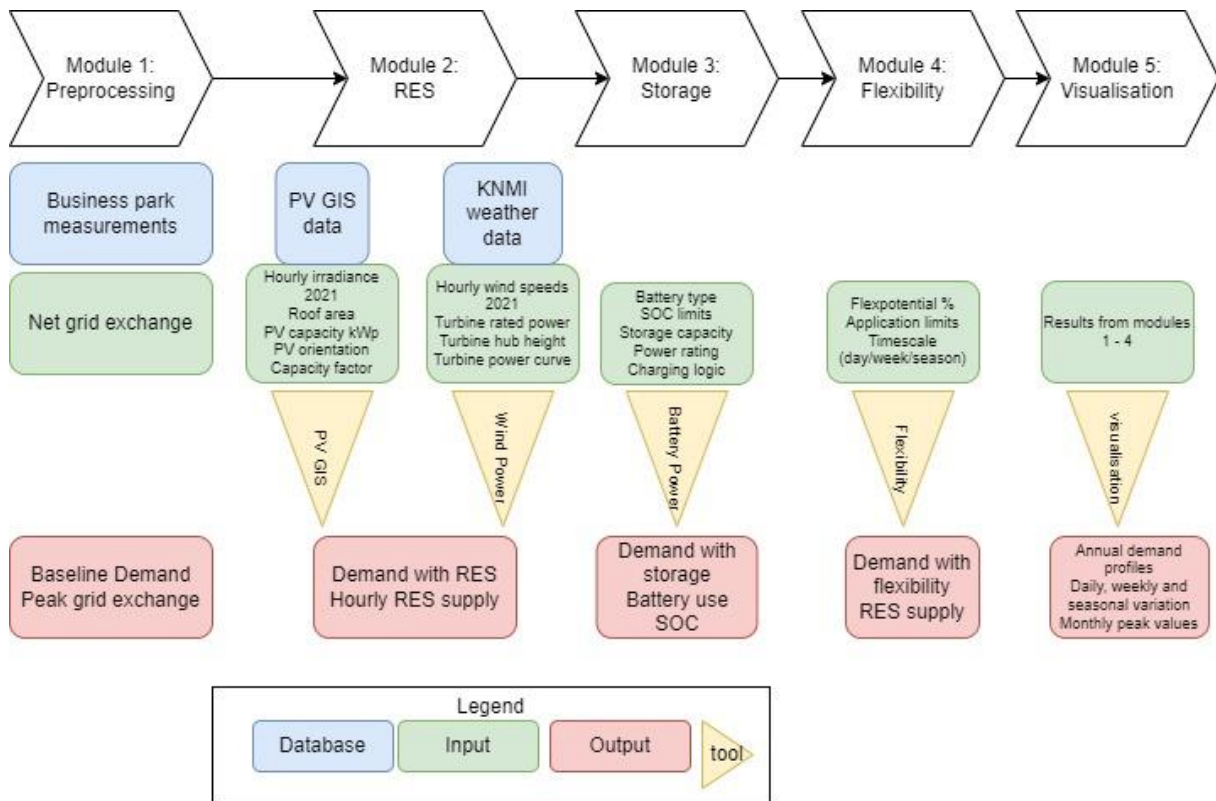 Module 1:
Preprocessing
Module 2:
RES
Module 3:
Storage
Module 4:
Flexibility
Module 5:
Visualisation
Business park
measurements
PV GIS
data
KNMI
weather
data
Net grid exchange
Hourly irradiance
2021
Roof area
PV capacity kWp
PV orientation
Capacity factor
Hourly wind speeds
2021
Turbine rated power
Turbine hub height
Turbine power curve
Battery type
SOC limits
Storage capacity
Power rating
Charging logic
Flexpotential %
Application limits
Timescale
(day/week/season)
Results from modules
1 - 4
PV GIS
Wind Power
Battery Power
Flexibility
visualisation
Baseline Demand
Peak grid exchange
Demand with RES
Hourly RES supply
Demand with
storage
Battery use
SOC
Demand with
flexibility
RES supply
Annual demand
profiles
Daily, weekly and
seasonal variation
Monthly peak values
Legend
Database
Input
Output
tool